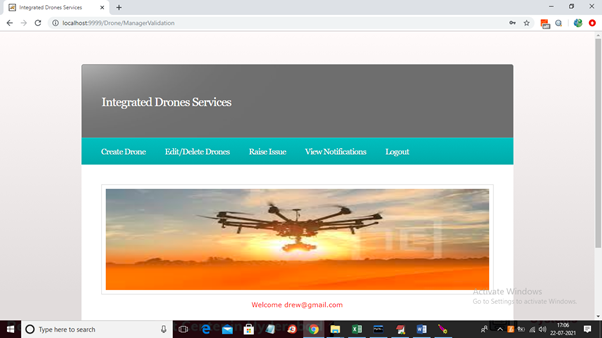 Integrated Drones Services
localhost:9999/Drone/ManagerValidation
Integrated Drones Services
Create Drone Edit/Delete Drones Raise Issue View Notifications Logout
Welcome drew@gmail.com
Activate Windows
Go to Settings to activate Windows.
Type here to search
17:06
22-07-2021